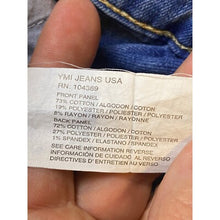 YMI JEANS USA
RN: 104369
FRONT PANEL
73% COTTON / ALGODON / COTON
19% POLYESTER / POLIESTER / POLYESTER
8% RAYON / RAYON / RAYONNE
BACK PANEL
72% COTTON / ALGODON / COTON
27% POLYESTER / POLIESTER / POLYESTER
1% SPANDEX / ELASTANO / SPANDEX
SEE CARE INFORMATION REVERSE
INFORMACION DE CUIDADO AL REVERSO
DIRECTIVES D'ENTRETIEN AU VERSO